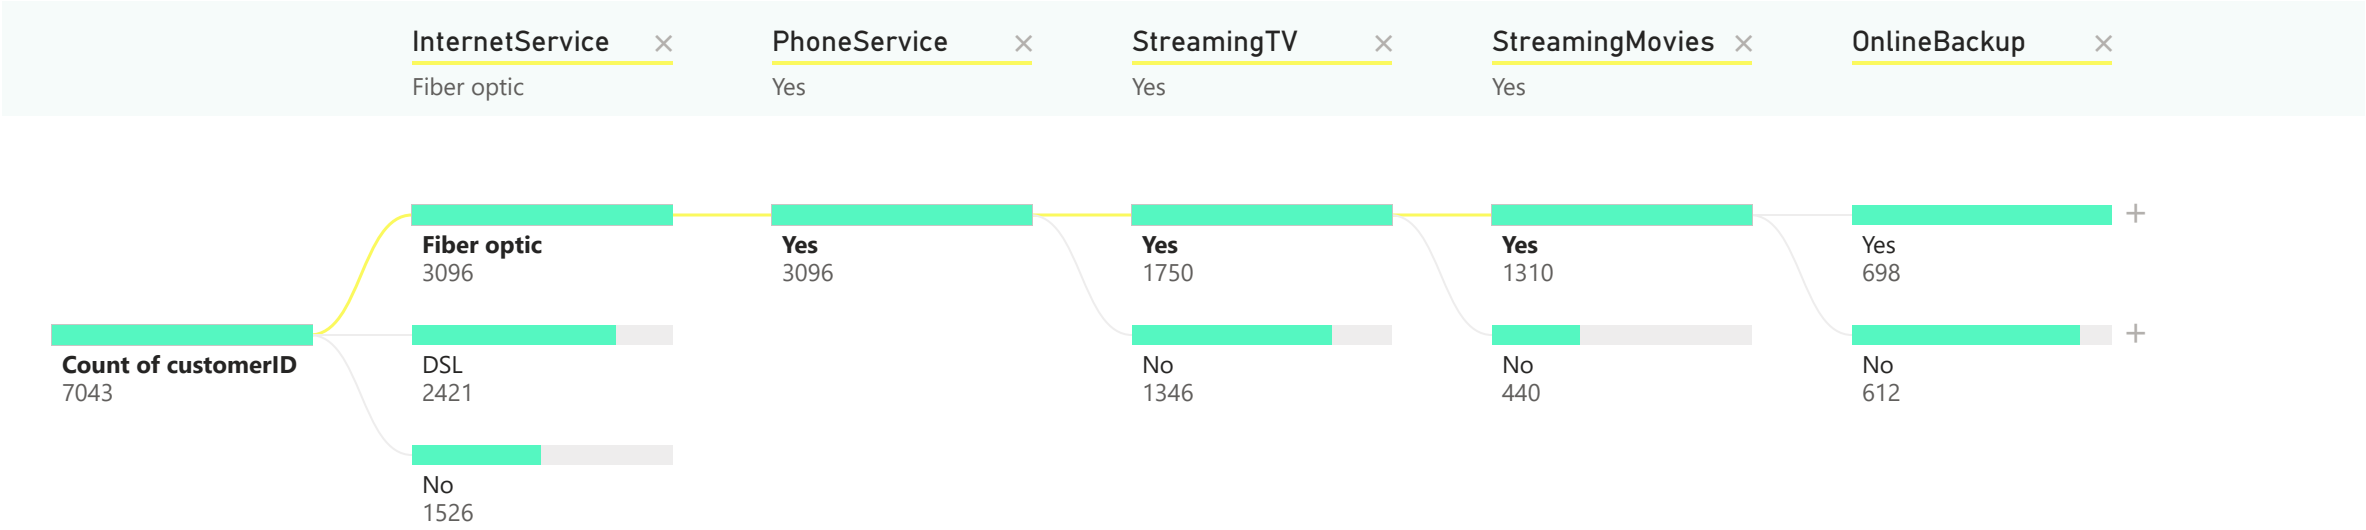 InternetService
PhoneService
StreamingTV
StreamingMovies
OnlineBackup
Fiber optic
Yes
Yes
Yes
Count of customerID
7043
Fiber optic
3096
DSL
2421
No
1526
Yes
3096
Yes
1750
No
1346
Yes
1310
No
440
Yes
698
No
612